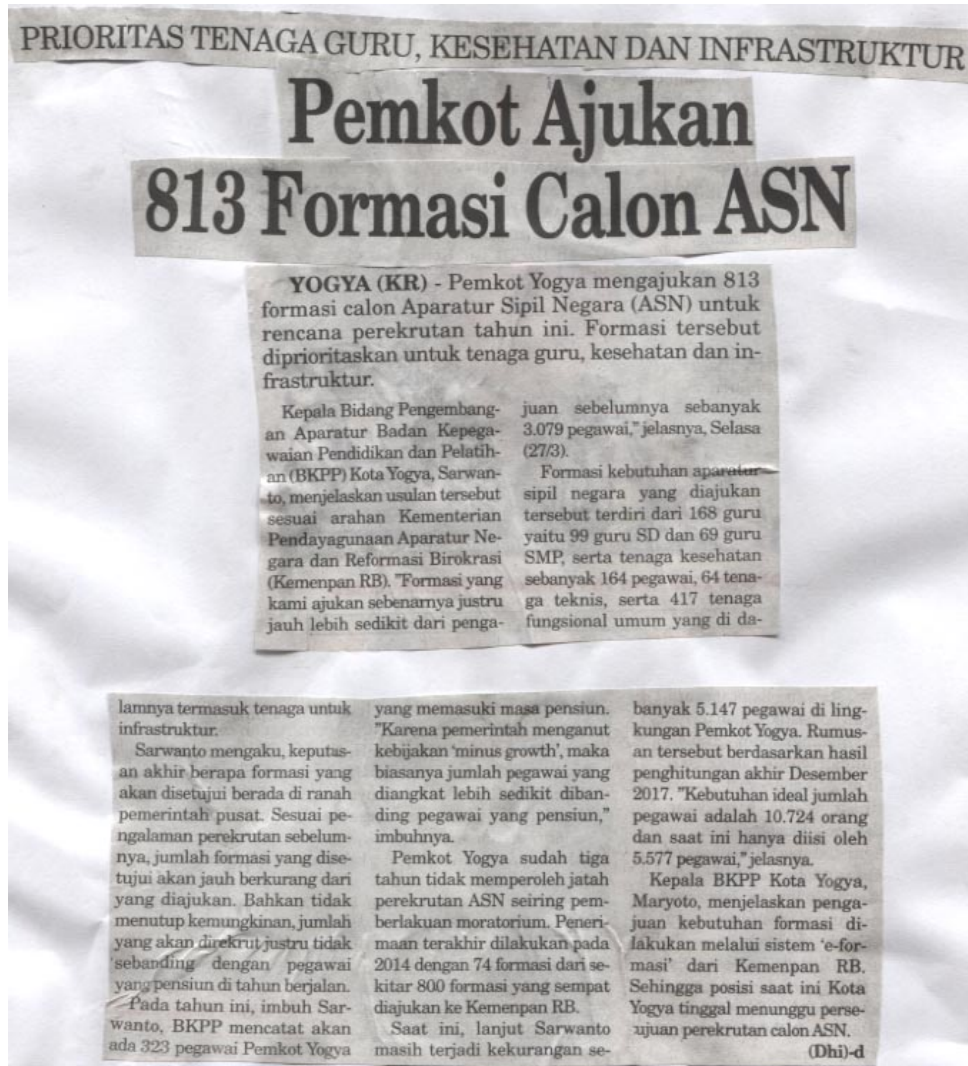 PRIORITAS TENAGA GURU, KESEHATAN DAN INFRASTRUKTUR
Pemkot Ajukan
813 Formasi Calon ASN
YOGYA (KR) - Pemkot Yogya mengajukan 813
formasi calon Aparatur Sipil Negara (ASN) untuk
rencana perekrutan tahun ini. Formasi tersebut
diprioritaskan untuk tenaga guru, kesehatan dan in-
frastruktur.
Kepala Bidang Pengembang-
an Aparatur Badan Kepega-
waian Pendidikan dan Pelatih-
an (BKPP) Kota Yogya, Sarwan-
to, menjelaskan usulan tersebut
sesuai arahan Kementerian
Pendayagunaan Aparatur Ne-
gara dan Reformasi Birokrasi
(Kemenpan RB). "Formasi yang
kami ajukan sebenarnya justru
jauh lebih sedikit dari penga-
juan sebelumnya sebanyak
3.079 pegawai," jelasnya, Selasa
(27/3).
Formasi kebutuhan aparatur
sipil negara yang diajukan
tersebut terdiri dari 168 guru
yaitu 99 guru SD dan 69 guru
SMP, serta tenaga kesehatan
sebanyak 164 pegawai, 64 tena-
ga teknis, serta 417 tenaga
fungsional umum yang di da-
lamnya termasuk tenaga untuk
infrastruktur.
Sarwanto mengaku, keputus-
an akhir berapa formasi yang
akan disetujui berada di ranah
pemerintah pusat. Sesuai pe-
ngalaman perekrutan sebelum-
nya, jumlah formasi yang dise-
tujui akan jauh berkurang dari
yang diajukan. Bahkan tidak
menutup kemungkinan, jumlah
yang akan direkrut justru tidak
sebanding dengan pegawai
yang pensiun di tahun berjalan.
Pada tahun ini, imbuh Sar-
wanto, BKPP mencatat akan
ada 323 pegawai Pemkot Yogya
yang memasuki masa pensiun.
"Karena pemerintah menganut
kebijakan 'minus growth', maka
biasanya jumlah pegawai yang
diangkat lebih sedikit diban-
ding pegawai yang pensiun,"
imbuhnya.
Pemkot Yogya sudah tiga
tahun tidak memperoleh jatah
perekrutan ASN seiring pem-
berlakuan moratorium. Peneri-
maan terakhir dilakukan pada
2014 dengan 74 formasi dari se-
kitar 800 formasi yang sempat
diajukan ke Kemenpan RB.
Saat ini, lanjut Sarwanto
masih terjadi kekurangan se-
banyak 5.147 pegawai di ling-
kungan Pemkot Yogya. Rumus-
an tersebut berdasarkan hasil
penghitungan akhir Desember
2017. "Kebutuhan ideal jumlah
pegawai adalah 10.724 orang
dan saat ini hanya diisi oleh
5.577 pegawai," jelasnya.
Kepala BKPP Kota Yogya,
Maryoto, menjelaskan penga-
juan kebutuhan formasi di-
lakukan melalui sistem 'e-for-
masi' dari Kemenpan RB.
Sehingga posisi saat ini Kota
Yogya tinggal menunggu perse-
tujuan perekrutan calon ASN.
(Dhi)-d